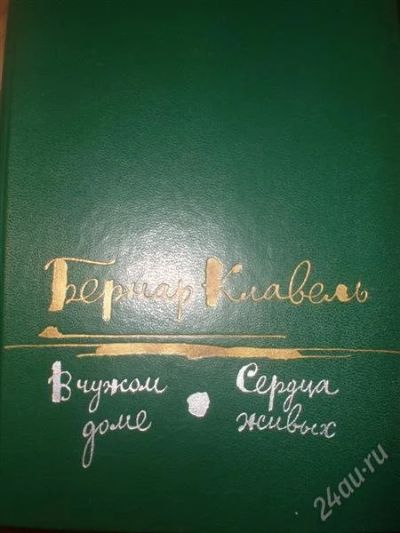 Бернар Клавель
В чужом
доме
Сердца
живых
24au.ru